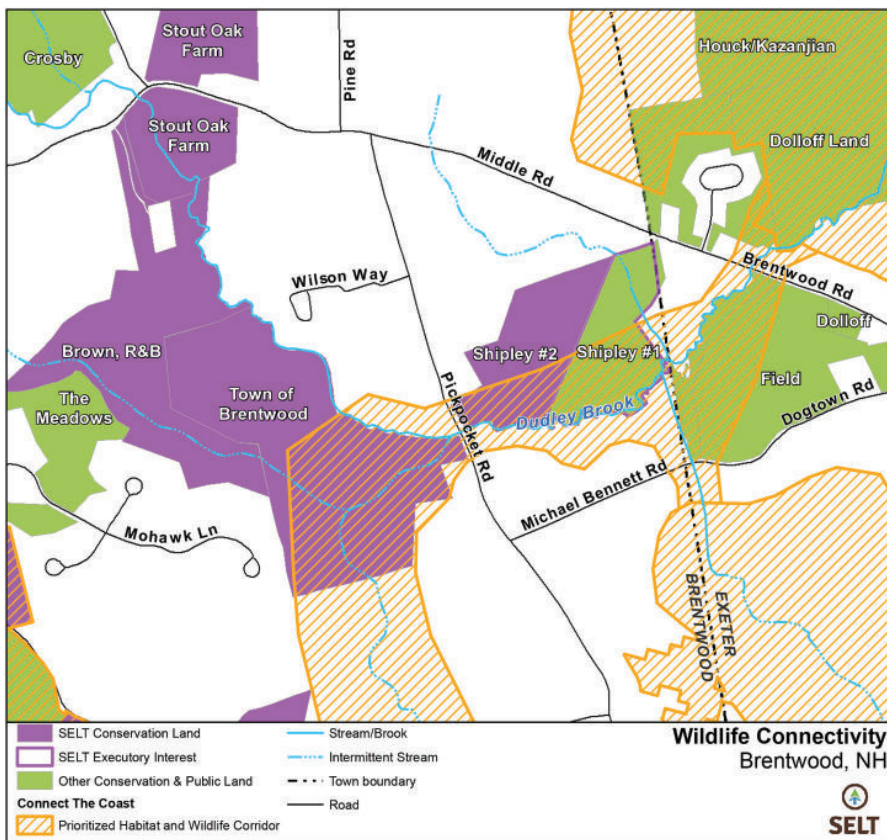 Stout Oak
Farm
Crosby
Pine Rd
Houck/Kazanjian
Stout Oak
Farm
Middle Rd
Dolloff Land
Wilson Way
Brentwood Rd
Dolloff
Brown, R&B
Shipley #2
Shipley #1
Field
The
Meadows
Town of
Brentwood
Pickpocket Rd
Dudley Brook
Dogtown Rd
Michael Bennett Rd
Mohawk Ln
BRENTWOOD
EXETER
SELT Conservation Land
SELT Executory Interest
Other Conservation & Public Land
Connect The Coast
Prioritized Habitat and Wildlife Corridor
Stream/Brook
Intermittent Stream
Town boundary
Road
Wildlife Connectivity
Brentwood, NH
SELT